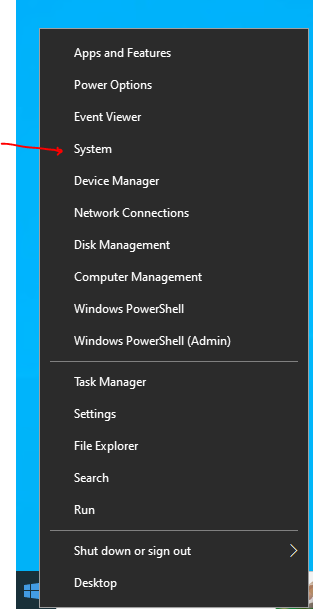 Apps and Features
Power Options
Event Viewer
System
Device Manager
Network Connections
Disk Management
Computer Management
Windows PowerShell
Windows PowerShell (Admin)
Task Manager
Settings
File Explorer
Search
Run
Shut down or sign out
Desktop